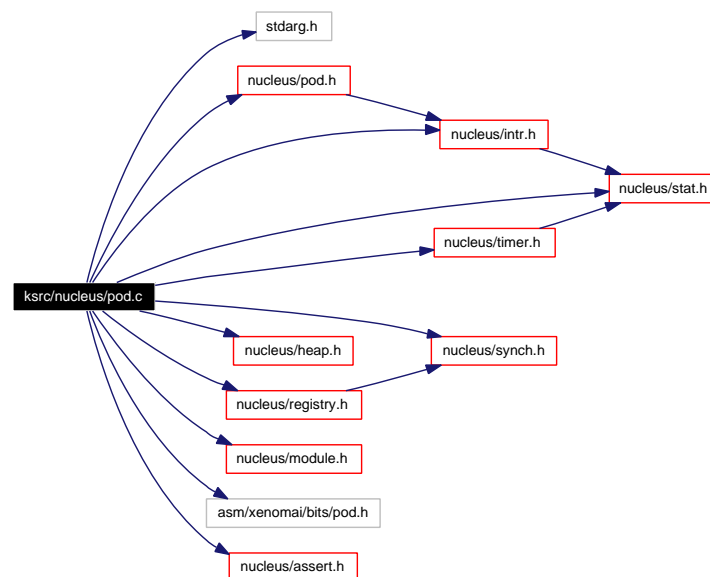 stdarg.h
nucleus/pod.h
nucleus/intr.h
nucleus/stat.h
nucleus/timer.h
ksrc/nucleus/pod.c
nucleus/heap.h
nucleus/synch.h
nucleus/registry.h
nucleus/module.h
asm/xenomai/bits/pod.h
nucleus/assert.h